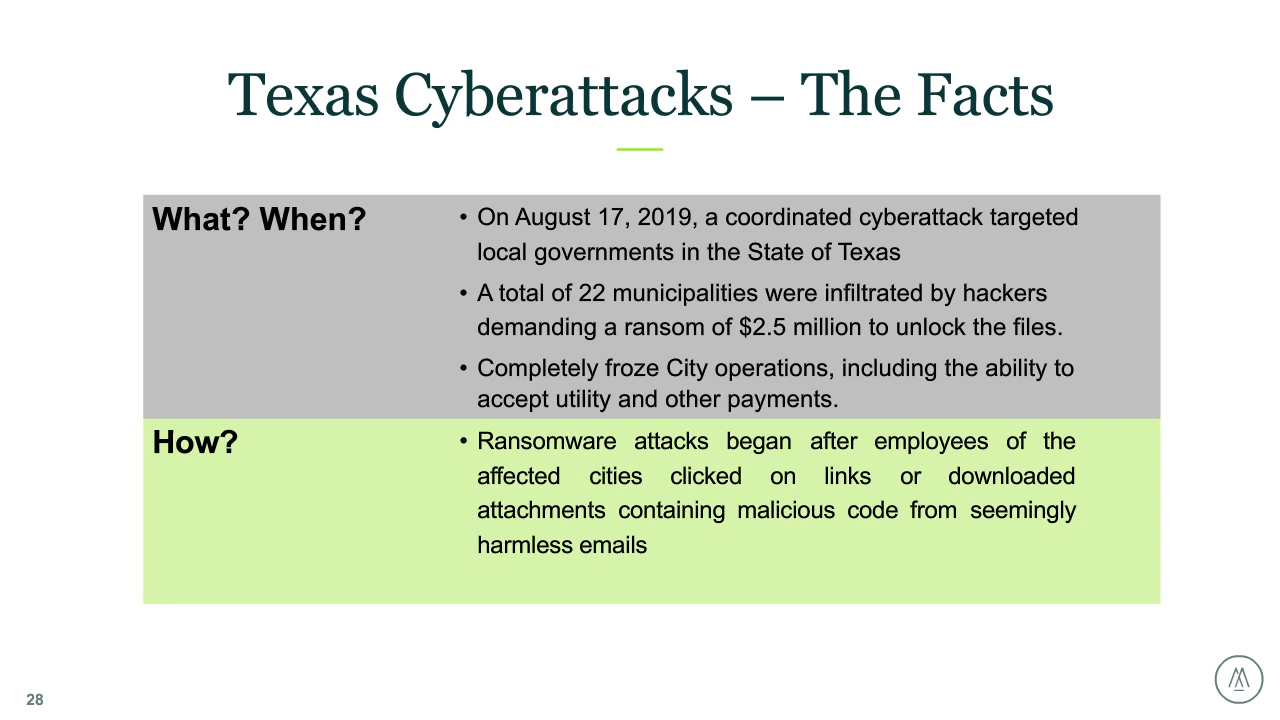 Texas Cyberattacks – The Facts
What? When?
• On August 17, 2019, a coordinated cyberattack targeted
local governments in the State of Texas
• A total of 22 municipalities were infiltrated by hackers
demanding a ransom of $2.5 million to unlock the files.
• Completely froze City operations, including the ability to
accept utility and other payments.
How?
• Ransomware attacks began after employees of the
affected cities clicked on links or downloaded
attachments containing malicious code from seemingly
harmless emails
28